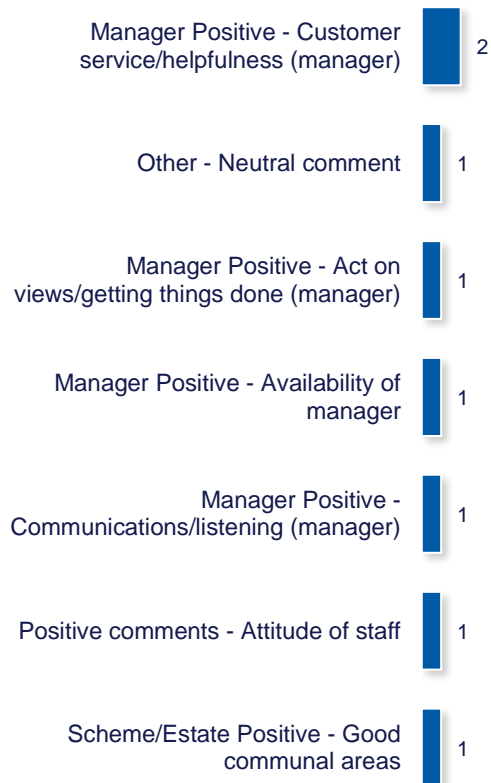 Manager Positive - Customer
service/helpfulness (manager)
2
Other - Neutral comment
1
Manager Positive - Act on
views/getting things done (manager)
1
Manager Positive - Availability of
manager
1
Manager Positive -
Communications/listening (manager)
1
Positive comments - Attitude of staff
1
Scheme/Estate Positive - Good
communal areas
1